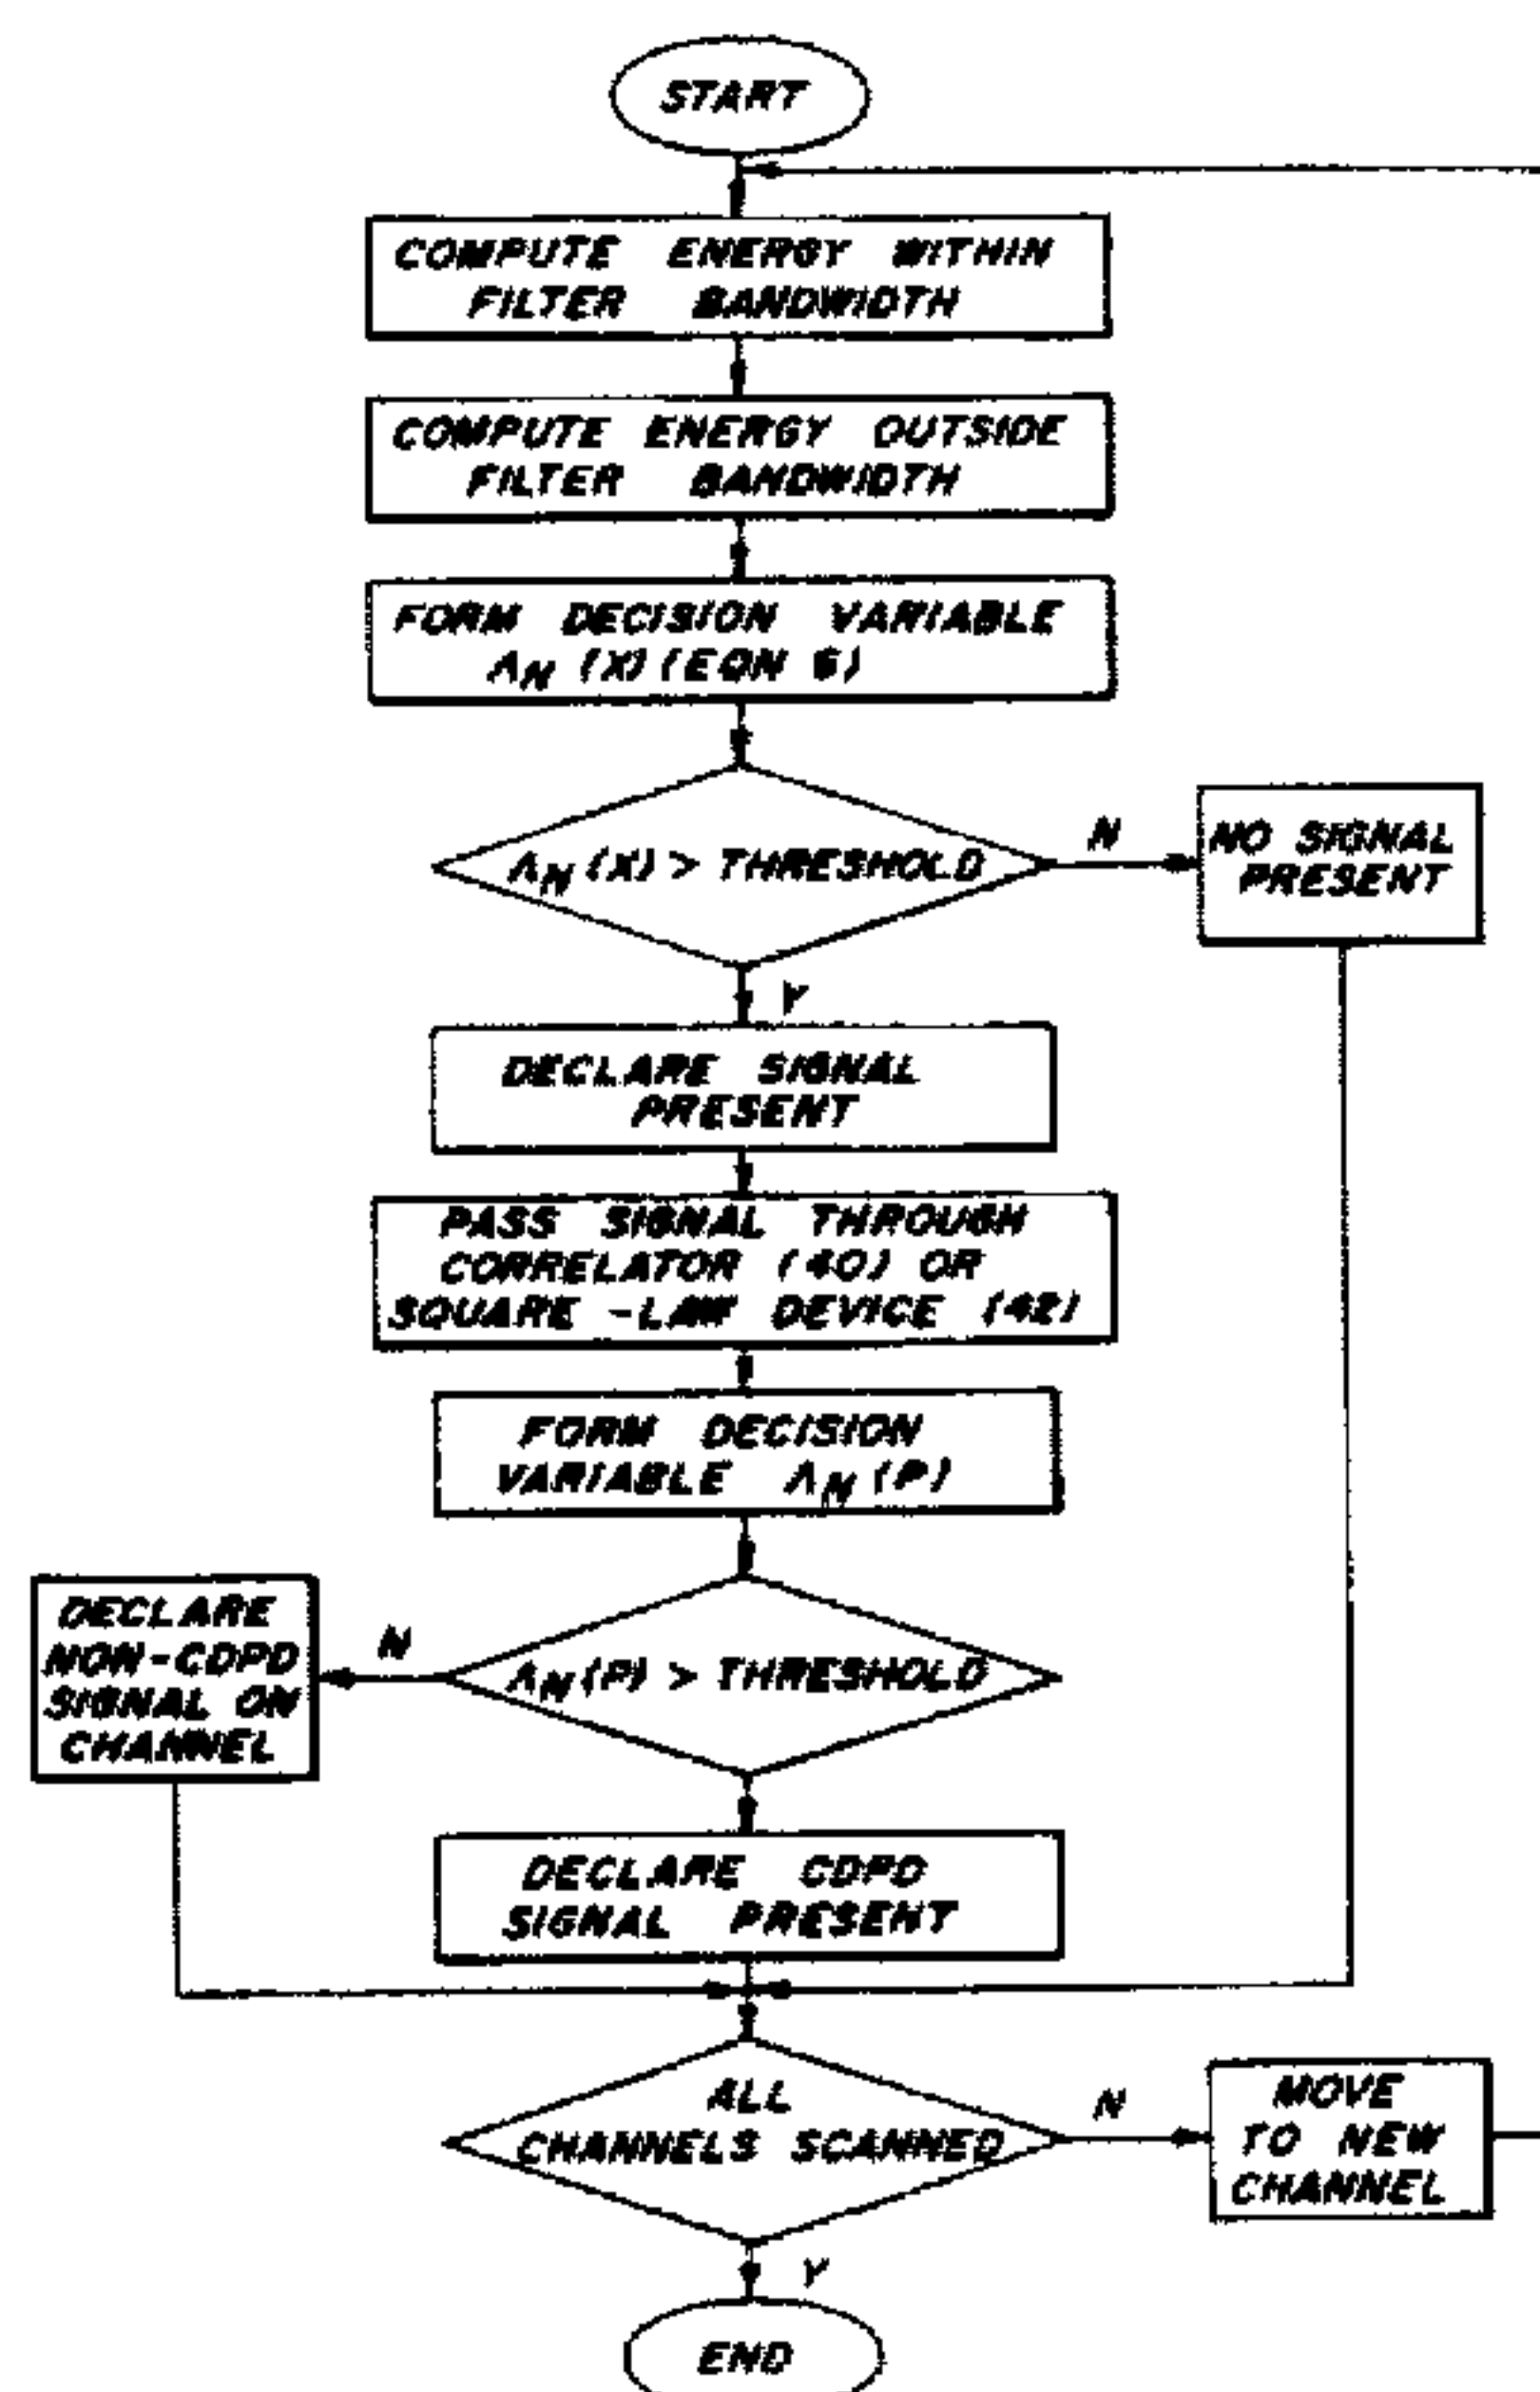 START
COMPUTE ENERGY WITHIN
FILTER BANDWIDTH
COMPUTE ENERGY OUTSIDE
FILTER BANDWIDTH
FORM DECISION VARIABLE
ΛN (X) (EQN 6)
ΛN (X) > THRESHOLD
N
NO SIGNAL
PRESENT
Y
DECLARE SIGNAL
PRESENT
PASS SIGNAL THROUGH
CORRELATOR (40) OR
SQUARE -LAW DEVICE (42)
FORM DECISION
VARIABLE ΛN (P)
ΛN (P) > THRESHOLD
N
DECLARE
NON-CDPD
SIGNAL ON
CHANNEL
DECLARE CDPD
SIGNAL PRESENT
ALL
CHANNELS SCANNED
N
MOVE
TO NEW
CHANNEL
Y
END